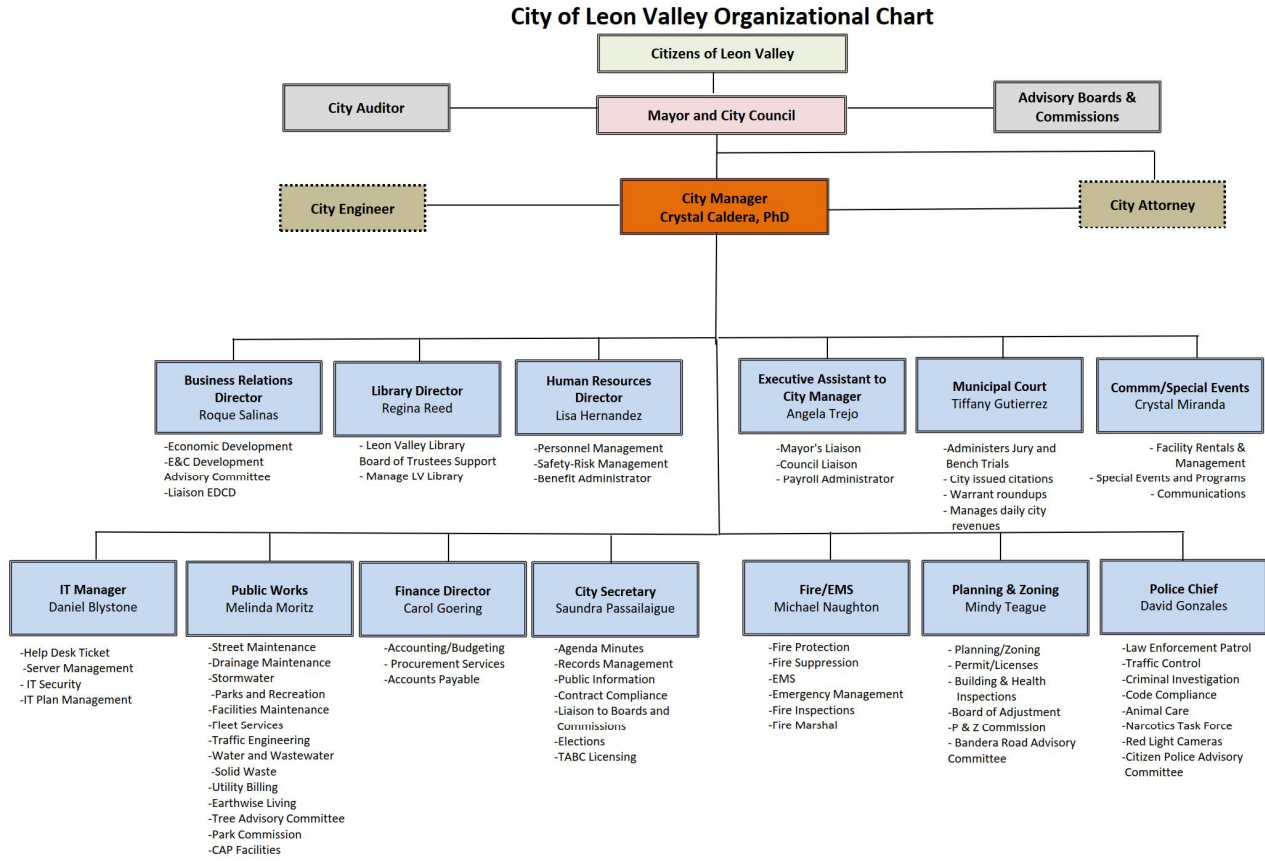 City of Leon Valley Organizational Chart
Citizens of Leon Valley
City Auditor
Mayor and City Council
Advisory Boards &
Commissions
City Engineer
City Manager
Crystal Caldera, PhD
City Attorney
Business Relations
Director
Roque Salinas
-Economic Development
-E&C Development
Advisory Committee
-Liaison EDCD
Library Director
Regina Reed
- Leon Valley Library
Board of Trustees Support
- Manage LV Library
Human Resources
Director
Lisa Hernandez
-Personnel Management
-Safety-Risk Management
-Benefit Administrator
Executive Assistant to
City Manager
Angela Trejo
-Mayor's Liaison
-Council Liaison
- Payroll Administrator
Municipal Court
Tiffany Gutierrez
-Administers Jury and
Bench Trials
- City issued citations
- Warrant roundups
- Manages daily city
revenues
Commm/Special Events
Crystal Miranda
- Facility Rentals &
Management
- Special Events and Programs
- Communications
IT Manager
Daniel Blystone
-Help Desk Ticket
-Server Management
- IT Security
-IT Plan Management
Public Works
Melinda Moritz
-Street Maintenance
-Drainage Maintenance
-Stormwater
-Parks and Recreation
-Facilities Maintenance
-Fleet Services
-Traffic Engineering
-Water and Wastewater
-Solid Waste
-Utility Billing
-Earthwise Living
-Tree Advisory Committee
-Park Commission
-CAP Facilities
Finance Director
Carol Goering
-Accounting/Budgeting
- Procurement Services
-Accounts Payable
City Secretary
Saundra Passailaigue
-Agenda Minutes
-Records Management
-Public Information
-Contract Compliance
-Liaison to Boards and
Commissions
-Elections
-TABC Licensing
Fire/EMS
Michael Naughton
-Fire Protection
-Fire Suppression
-EMS
-Emergency Management
-Fire Inspections
-Fire Marshal
Planning & Zoning
Mindy Teague
- Planning/Zoning
- Permit/Licenses
- Building & Health
Inspections
-Board of Adjustment
-P & Z Commission
- Bandera Road Advisory
Committee
Police Chief
David Gonzales
-Law Enforcement Patrol
-Traffic Control
-Criminal Investigation
-Code Compliance
-Animal Care
-Narcotics Task Force
-Red Light Cameras
-Citizen Police Advisory
Committee